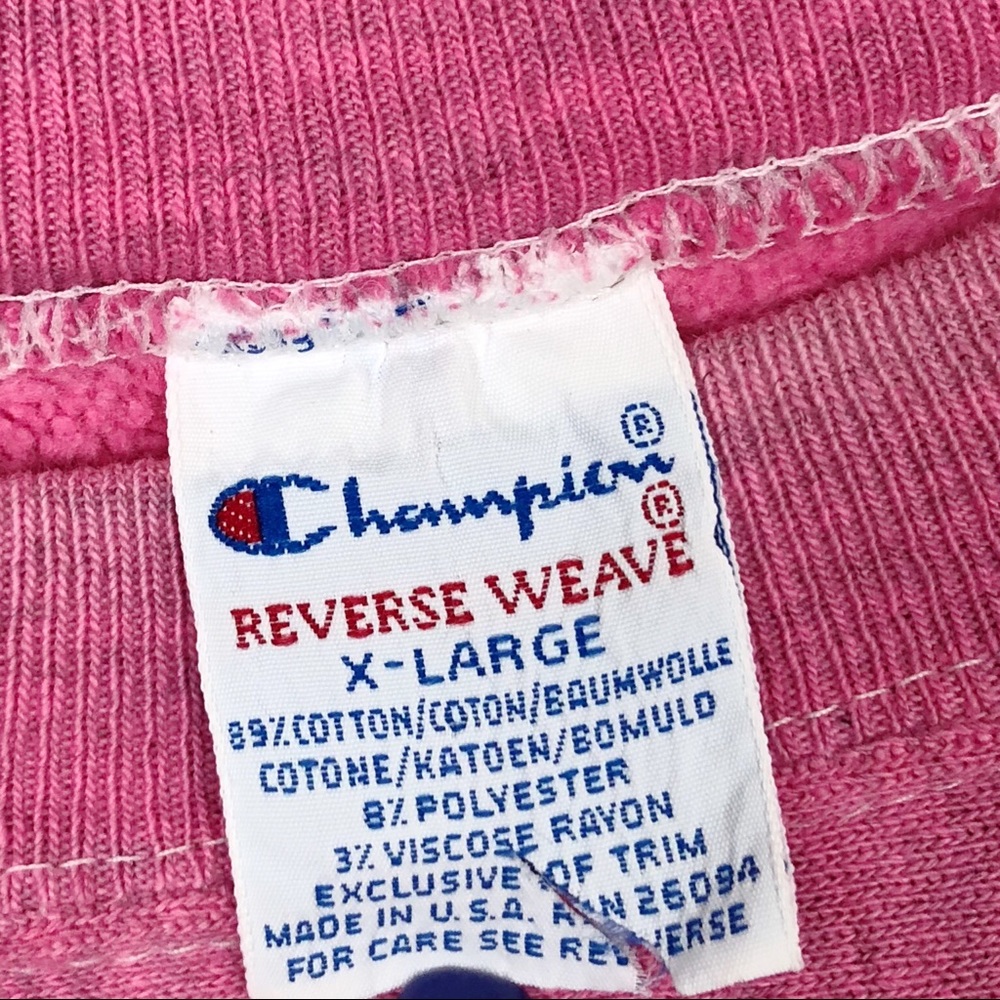 Champion®
REVERSE WEAVE®
X-LARGE
89% COTTON/COTON/BAUMWOLLE
COTONE/KATOEN/BOMULD
8% POLYESTER
3% VISCOSE RAYON
EXCLUSIVE OF TRIM
MADE IN U.S.A. RN 26094
FOR CARE SEE REVERSE